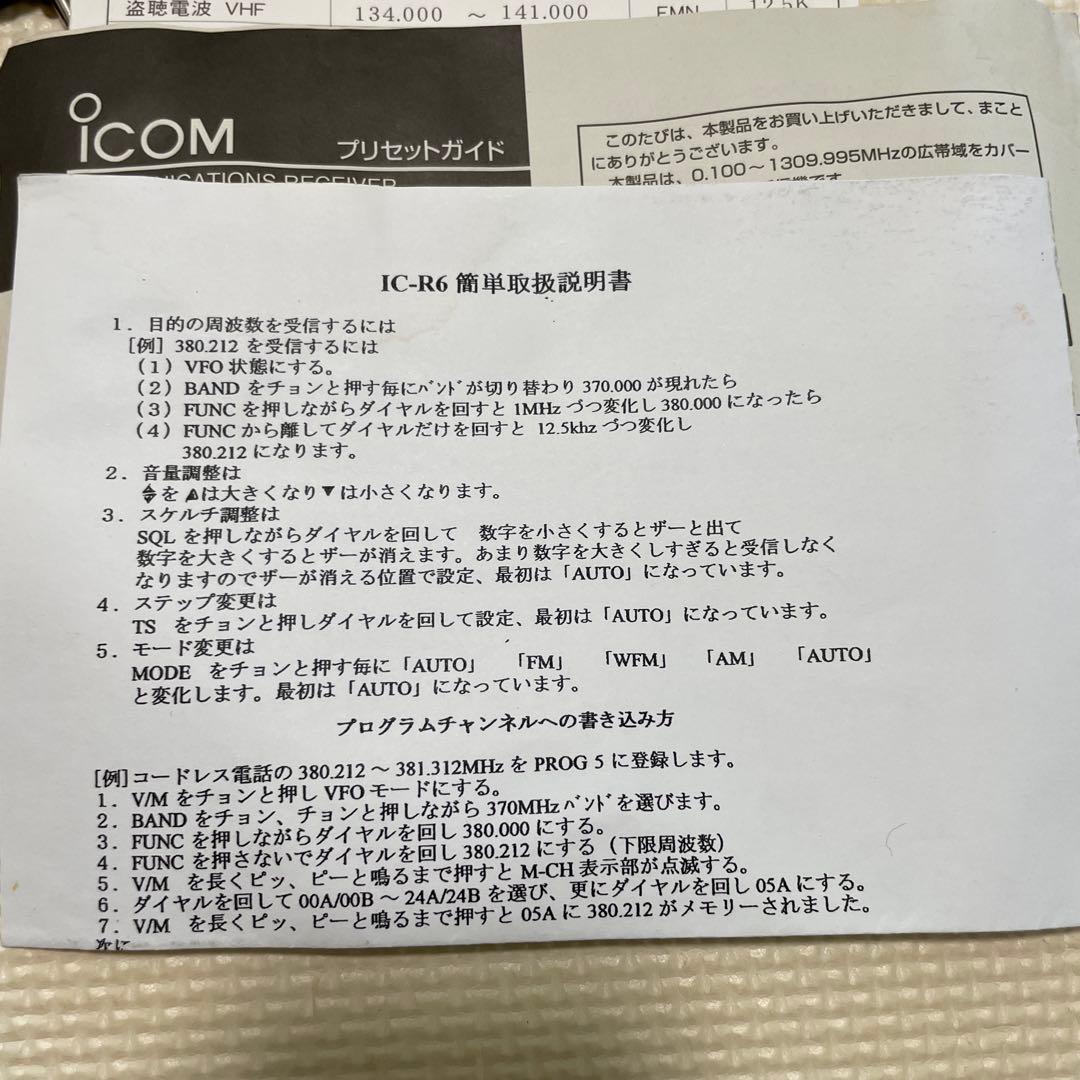 盗聴電波 VHF 134.000 ～ 141.000 FMN 12.5K
ICOM プリセットガイド
COMMUNICATIONS RECEIVER
このたびは、本製品をお買い上げいただきまして、まこと
にありがとうございます。
本製品は、0.100～1309.995MHzの広帯域をカバー
IC-R6 簡単取扱説明書
１．目的の周波数を受信するには
［例］380.212 を受信するには
（１）VFO 状態にする。
（２）BAND をチョンと押す毎にﾊﾞﾝﾄﾞが切り替わり 370.000 が現れたら
（３）FUNC を押しながらダイヤルを回すと 1MHz づつ変化し 380.000 になったら
（４）FUNC から離してダイヤルだけを回すと 12.5khz づつ変化し
380.212 になります。
２．音量調整は
♦を ▲は大きくなり▼は小さくなります。
３．スケルチ調整は
SQL を押しながらダイヤルを回して　数字を小さくするとザーと出て
数字を大きくするとザーが消えます。あまり数字を大きくしすぎると受信しなく
なりますのでザーが消える位置で設定、最初は「AUTO」になっています。
４．ステップ変更は
TS　をチョンと押しダイヤルを回して設定、最初は「AUTO」になっています。
５．モード変更は
MODE　をチョンと押す毎に「AUTO」　「FM」　「WFM」　「AM」　「AUTO」
と変化します。最初は「AUTO」になっています。
プログラムチャンネルへの書き込み方
［例］コードレス電話の 380.212 ～ 381.312MHz を PROG 5 に登録します。
１．V/M をチョンと押し VFO モードにする。
２．BAND をチョン、チョンと押しながら 370MHz ﾊﾞﾝﾄﾞを選びます。
３．FUNC を押しながらダイヤルを回し 380.000 にする。
４．FUNC を押さないでダイヤルを回し 380.212 にする（下限周波数）
５．V/M　を長くピッ、ピーと鳴るまで押すと M-CH 表示部が点滅する。
６．ダイヤルを回して 00A/00B ～ 24A/24B を選び、更にダイヤルを回し 05A にする。
７．V/M　を長くピッ、ピーと鳴るまで押すと 05A に 380.212 がメモリーされました。
次に